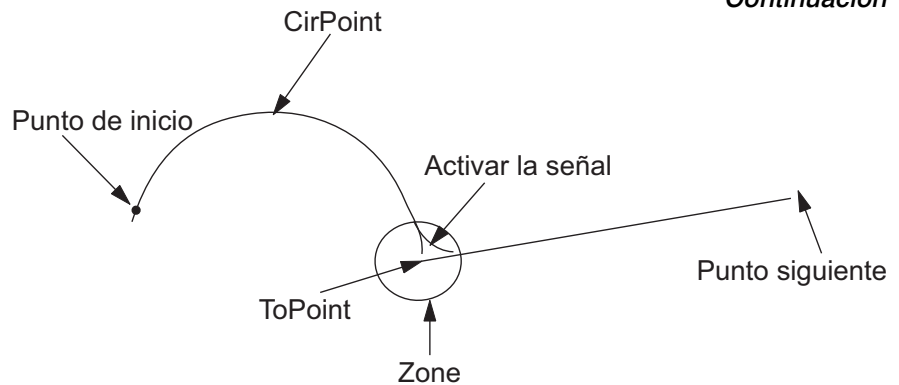 Continuación
CirPoint
Punto de inicio
Activar la señal
Punto siguiente
ToPoint
Zone